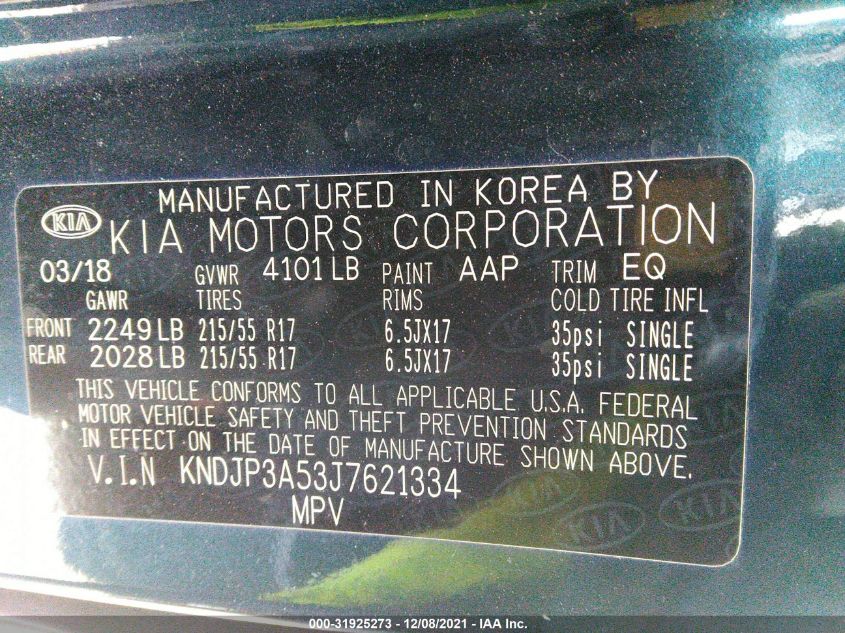 MANUFACTURED IN KOREA BY
KIA KIA MOTORS CORPORATION
03/18 GVWR 4101 LB PAINT AAP TRIM EQ
GAWR TIRES RIMS COLD TIRE INFL
FRONT 2249 LB 215/55 R17 6.5JX17 35psi SINGLE
REAR 2028 LB 215/55 R17 6.5JX17 35psi SINGLE
THIS VEHICLE CONFORMS TO ALL APPLICABLE U.S.A. FEDERAL
MOTOR VEHICLE SAFETY AND THEFT PREVENTION STANDARDS
IN EFFECT ON THE DATE OF MANUFACTURE SHOWN ABOVE.
V.I.N KNDJP3A53J7621334
MPV
KIA KIA
000-31925273 - 12/08/2021 - IAA Inc.